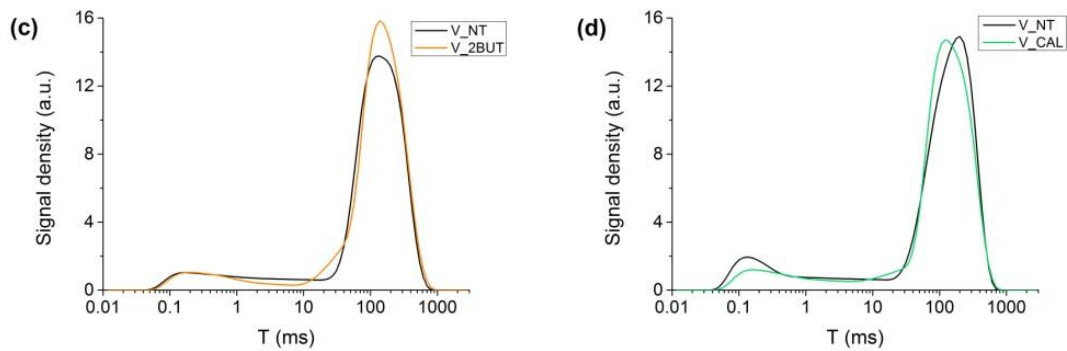 (c)
V_NT
V_2BUT
Signal density (a.u.)
16
12
8
4
0
0.01 0.1 1 10 100 1000
T (ms)
(d)
V_NT
V_CAL
Signal density (a.u.)
16
12
8
4
0
0.01 0.1 1 10 100 1000
T (ms)